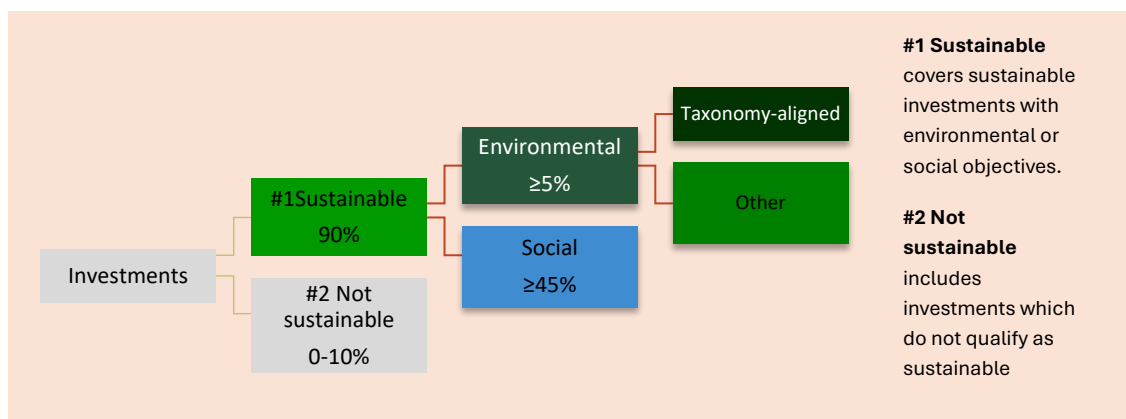 Investments
#1Sustainable
90%
#2 Not
sustainable
0-10%
Environmental
≥5%
Social
≥45%
Taxonomy-aligned
Other
#1 Sustainable
covers sustainable
investments with
environmental or
social objectives.
#2 Not
sustainable
includes
investments which
do not qualify as
sustainable